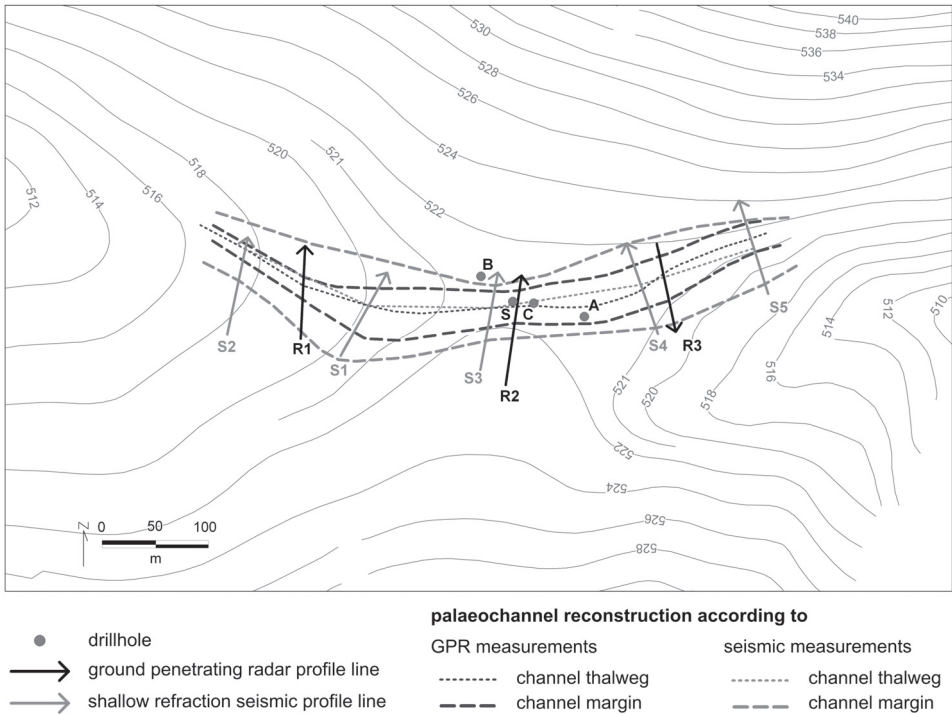 540
538
536
534
530
528
526
524
522
521
520
518
516
514
512
B
S
C
A
S5
S4
R3
S2
R1
S1
S3
R2
510
512
514
516
518
520
521
522
524
526
528
N
0 50 100
m
drillhole
ground penetrating radar profile line
shallow refraction seismic profile line
palaeochannel reconstruction according to
GPR measurements seismic measurements
channel thalweg channel thalweg
channel margin channel margin